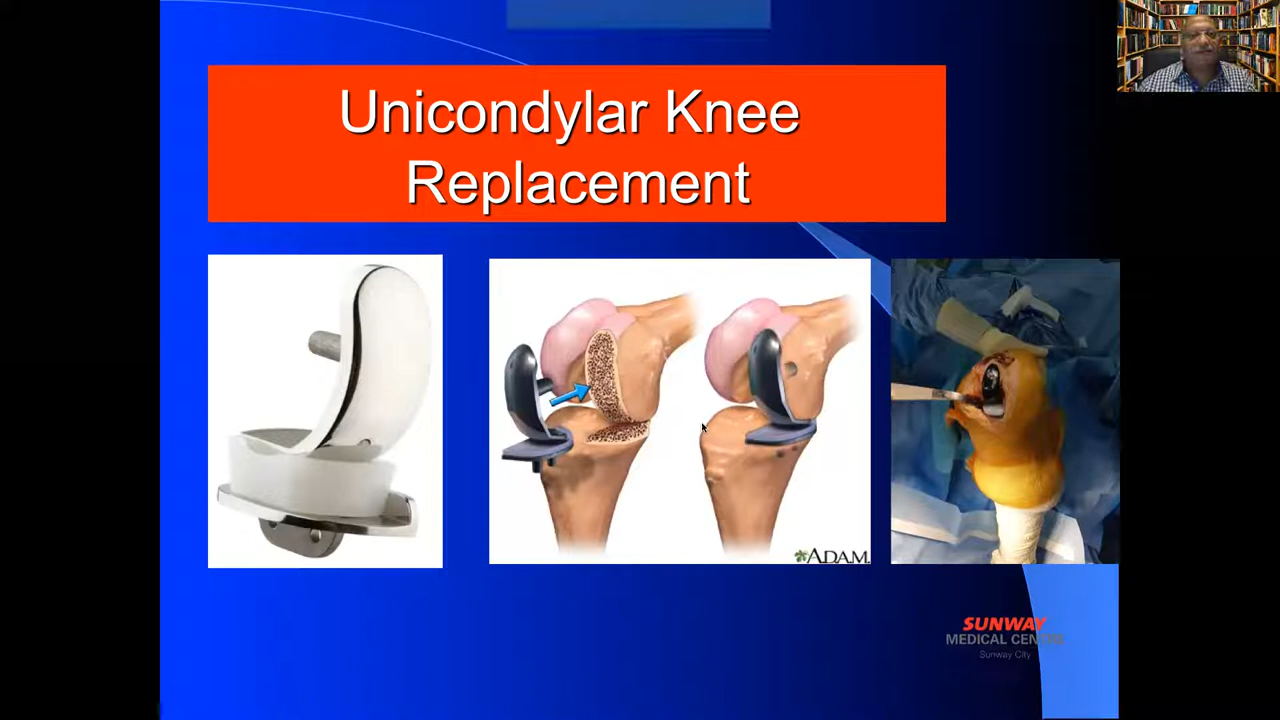 Unicondylar Knee
Replacement
ADAM.
SUNWAY
MEDICAL CENTRE
Sunway City